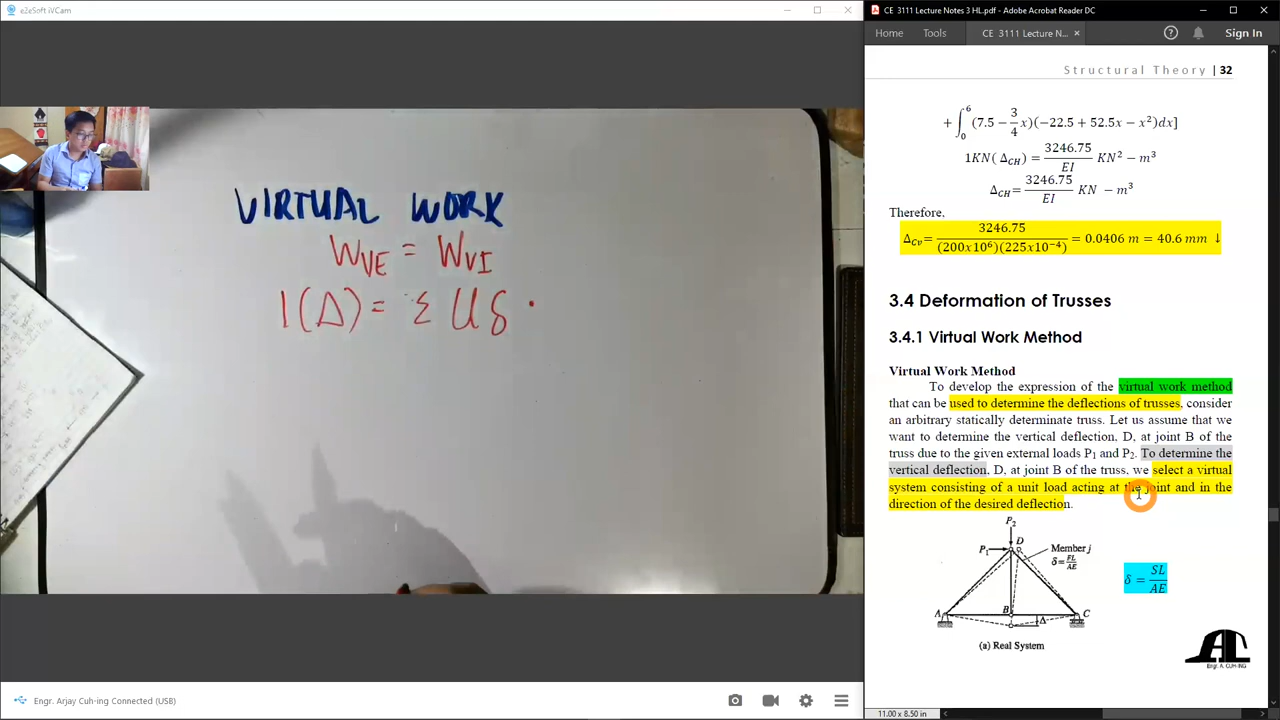 e2eSoft iVCam
VIRTUAL WORK
W_VE = W_VI
1(Δ) = Σ U δ ·
Engr. Arjay Cuh-ing Connected (USB)
CE 3111 Lecture Notes 3 HL.pdf - Adobe Acrobat Reader DC
Home Tools CE 3111 Lecture N... × Sign In
Structural Theory | 32
+ ∫₀⁶ (7.5 − 3/4 x)(−22.5 + 52.5x − x²)dx]
1KN( Δ_CH) = 3246.75/EI KN² − m³
Δ_CH = 3246.75/EI KN − m³
Therefore,
Δ_Cv = 3246.75/(200x10⁶)(225x10⁻⁴) = 0.0406 m = 40.6 mm ↓
3.4 Deformation of Trusses
3.4.1 Virtual Work Method
Virtual Work Method
To develop the expression of the virtual work method
that can be used to determine the deflections of trusses, consider
an arbitrary statically determinate truss. Let us assume that we
want to determine the vertical deflection, D, at joint B of the
truss due to the given external loads P₁ and P₂. To determine the
vertical deflection, D, at joint B of the truss, we select a virtual
system consisting of a unit load acting at the joint and in the
direction of the desired deflection.
P₂
P₁ D Member j
δ = FL/AE
δ = SL/AE
A B Δ C
(a) Real System
Engr. A. CUH-ING
11.00 x 8.50 in